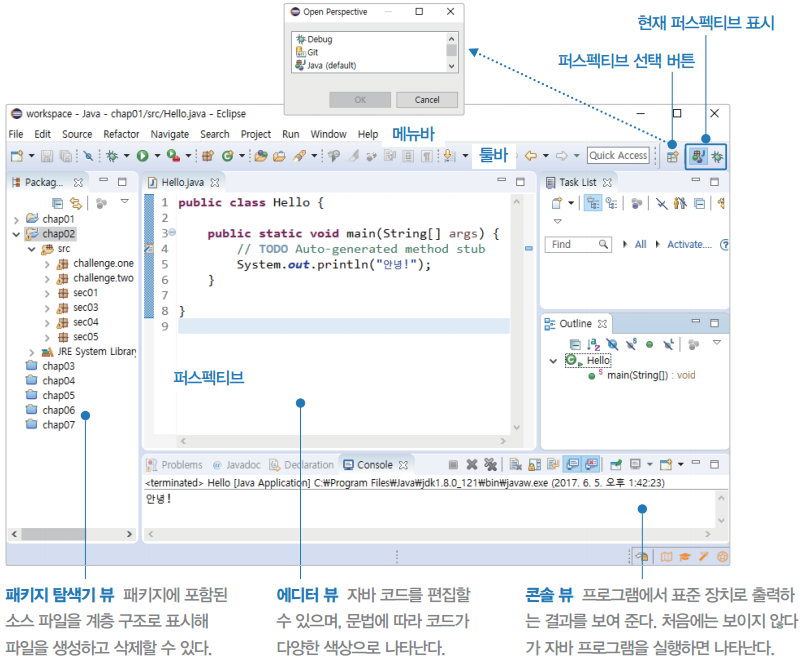 Open Perspective
Debug
Git
Java (default)
OK Cancel
현재 퍼스펙티브 표시
퍼스펙티브 선택 버튼
workspace - Java - chap01/src/Hello.java - Eclipse
File Edit Source Refactor Navigate Search Project Run Window Help 메뉴바
툴바 Quick Access
Packag...
chap01
chap02
src
challenge.one
challenge.two
sec01
sec03
sec04
sec05
JRE System Library
chap03
chap04
chap05
chap06
chap07
Hello.java
1 public class Hello {
2
3 public static void main(String[] args) {
4 // TODO Auto-generated method stub
5 System.out.println("안녕!");
6 }
7
8 }
9
퍼스펙티브
Task List
Find All Activate....
Outline
Hello
main(String[]) : void
Problems @ Javadoc Declaration Console
<terminated> Hello [Java Application] C:₩Program Files₩Java₩jdk1.8.0_121₩bin₩javaw.exe (2017. 6. 5. 오후 1:42:23)
안녕!
패키지 탐색기 뷰 패키지에 포함된
소스 파일을 계층 구조로 표시해
파일을 생성하고 삭제할 수 있다.
에디터 뷰 자바 코드를 편집할
수 있으며, 문법에 따라 코드가
다양한 색상으로 나타난다.
콘솔 뷰 프로그램에서 표준 장치로 출력하
는 결과를 보여 준다. 처음에는 보이지 않다
가 자바 프로그램을 실행하면 나타난다.